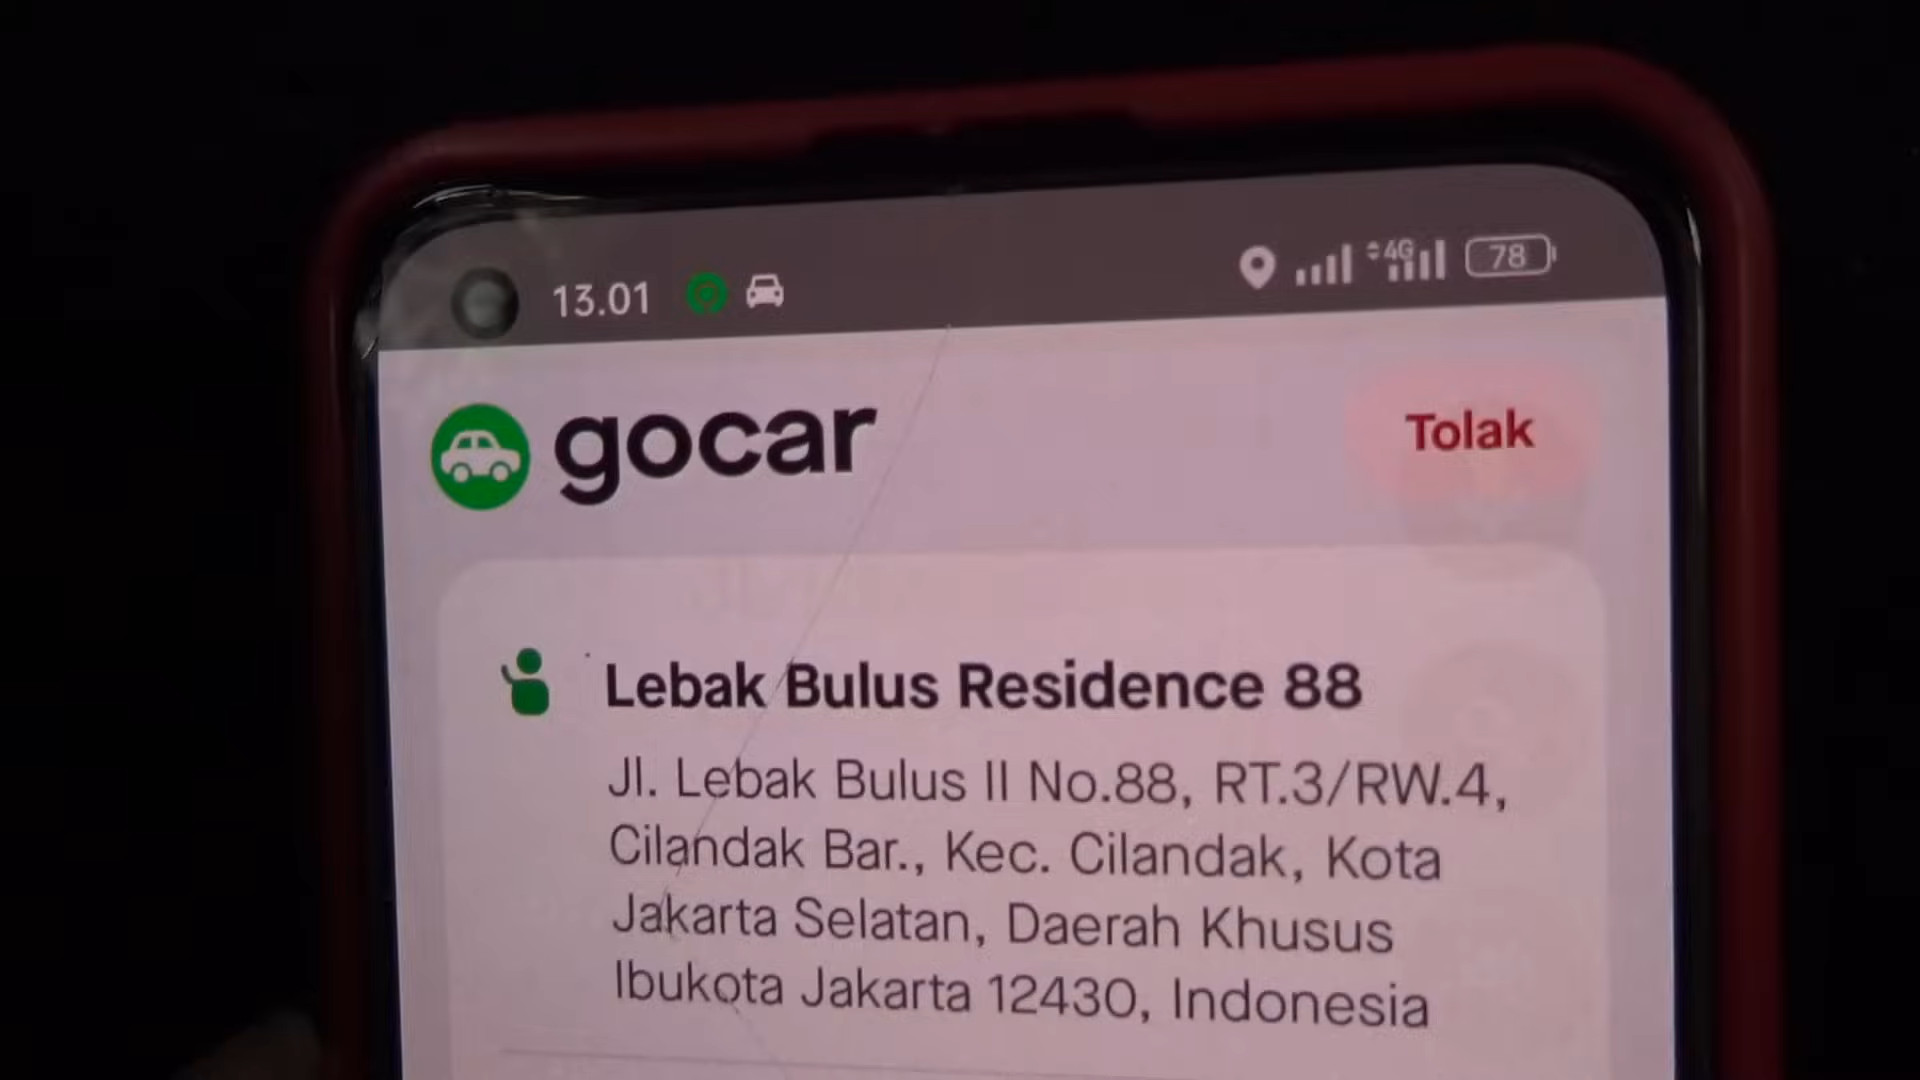 13.01 4G 78
gocar
Tolak
Lebak Bulus Residence 88
Jl. Lebak Bulus II No.88, RT.3/RW.4,
Cilandak Bar., Kec. Cilandak, Kota
Jakarta Selatan, Daerah Khusus
Ibukota Jakarta 12430, Indonesia